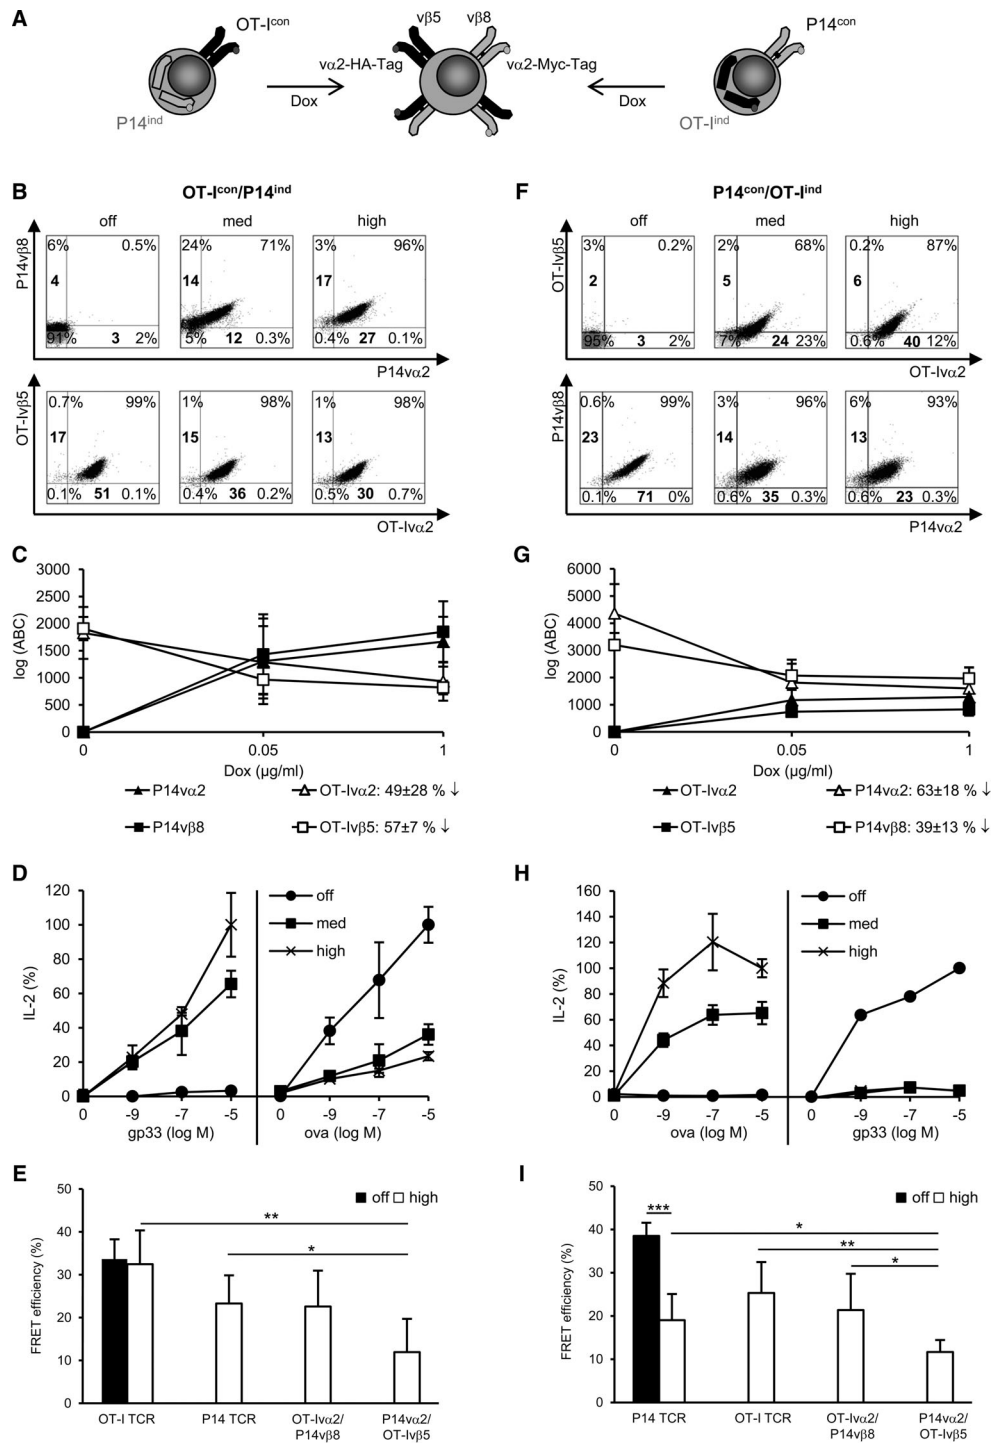 A
OT-Icon
vβ5
vβ8
P14con
vα2-HA-Tag
vα2-Myc-Tag
Dox
Dox
P14ind
OT-Iind
B
OT-Icon/P14ind
off
med
high
P14vβ8
6% 0.5%
4
91% 3 2%
24% 71%
14
5% 12 0.3%
3% 96%
17
0.4% 27 0.1%
P14vα2
OT-Ivβ5
0.7% 99%
17
0.1% 51 0.1%
1% 98%
15
0.4% 36 0.2%
1% 98%
13
0.5% 30 0.7%
OT-Ivα2
F
P14con/OT-Iind
off
med
high
OT-Ivβ5
3% 0.2%
2
95% 3 2%
2% 68%
5
7% 24 23%
0.2% 87%
6
0.6% 40 12%
OT-Ivα2
P14vβ8
0.6% 99%
23
0.1% 71 0%
3% 96%
14
0.6% 35 0.3%
6% 93%
13
0.6% 23 0.3%
P14vα2
C
log (ABC)
3000
2500
2000
1500
1000
500
0
0 0.05 1
Dox (µg/ml)
P14vα2
OT-Ivα2: 49±28 % ↓
P14vβ8
OT-Ivβ5: 57±7 % ↓
G
log (ABC)
6000
5000
4000
3000
2000
1000
0
0 0.05 1
Dox (µg/ml)
OT-Ivα2
P14vα2: 63±18 % ↓
OT-Ivβ5
P14vβ8: 39±13 % ↓
D
IL-2 (%)
120
100
80
60
40
20
0
off
med
high
0 -9 -7 -5
gp33 (log M)
0 -9 -7 -5
ova (log M)
H
IL-2 (%)
160
140
120
100
80
60
40
20
0
off
med
high
0 -9 -7 -5
ova (log M)
0 -9 -7 -5
gp33 (log M)
E
FRET efficiency (%)
50
40
30
20
10
0
off high
**
*
OT-I TCR
P14 TCR
OT-Ivα2/
P14vβ8
P14vα2/
OT-Ivβ5
I
FRET efficiency (%)
50
40
30
20
10
0
off high
***
*
**
*
P14 TCR
OT-I TCR
OT-Ivα2/
P14vβ8
P14vα2/
OT-Ivβ5